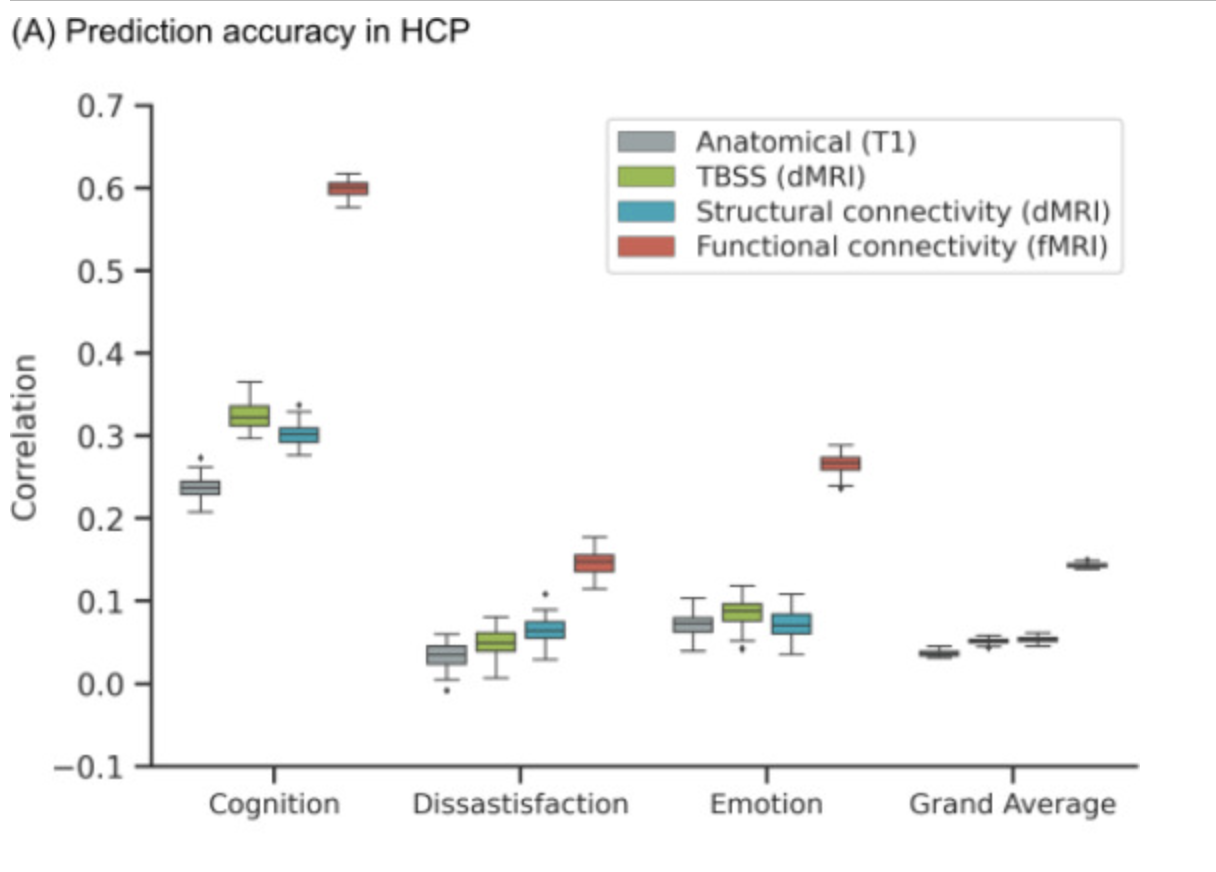 (A) Prediction accuracy in HCP
0.7
0.6
0.5
0.4
0.3
0.2
0.1
0.0
−0.1
Correlation
Anatomical (T1)
TBSS (dMRI)
Structural connectivity (dMRI)
Functional connectivity (fMRI)
Cognition
Dissastisfaction
Emotion
Grand Average